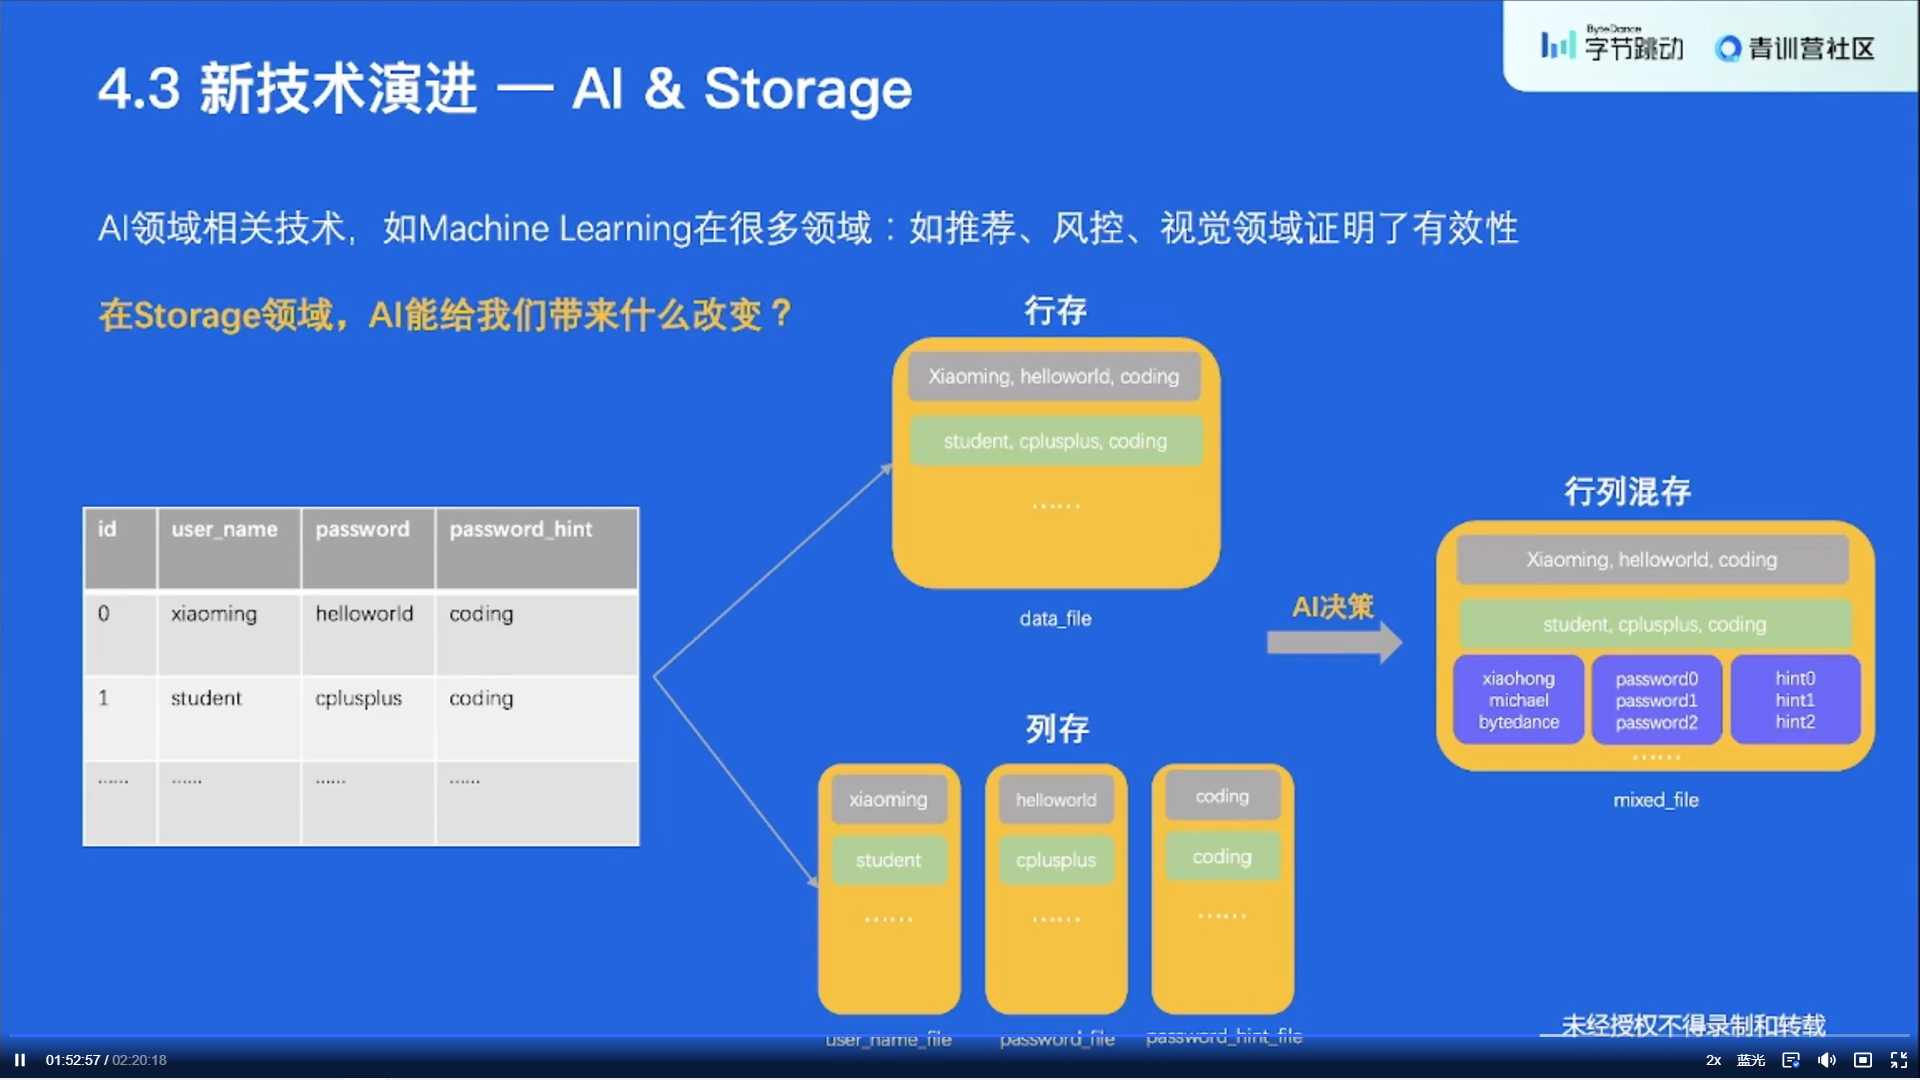 ByteDance
字节跳动 青训营社区
4.3 新技术演进 — AI & Storage
AI领域相关技术，如Machine Learning在很多领域：如推荐、风控、视觉领域证明了有效性
在Storage领域，AI能给我们带来什么改变？
id user_name password password_hint
0 xiaoming helloworld coding
1 student cplusplus coding
...... ...... ...... ......
行存
Xiaoming, helloworld, coding
student, cplusplus, coding
......
data_file
列存
xiaoming helloworld coding
student cplusplus coding
...... ...... ......
user_name_file password_file password_hint_file
AI决策
行列混存
Xiaoming, helloworld, coding
student, cplusplus, coding
xiaohong password0 hint0
michael password1 hint1
bytedance password2 hint2
......
mixed_file
未经授权不得录制和转载
01:52:57 / 02:20:18 2x 蓝光